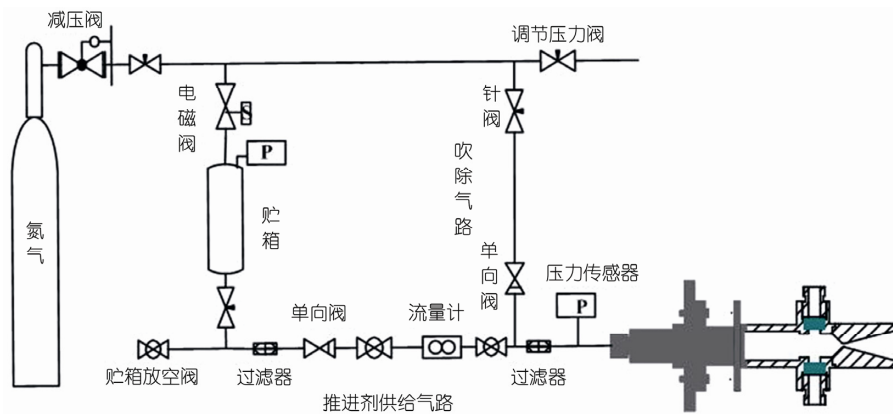 减压阀
调节压力阀
电磁阀
针阀
P
吹除气路
氮气
贮箱
单向阀
压力传感器
P
单向阀
流量计
贮箱放空阀
过滤器
过滤器
推进剂供给气路